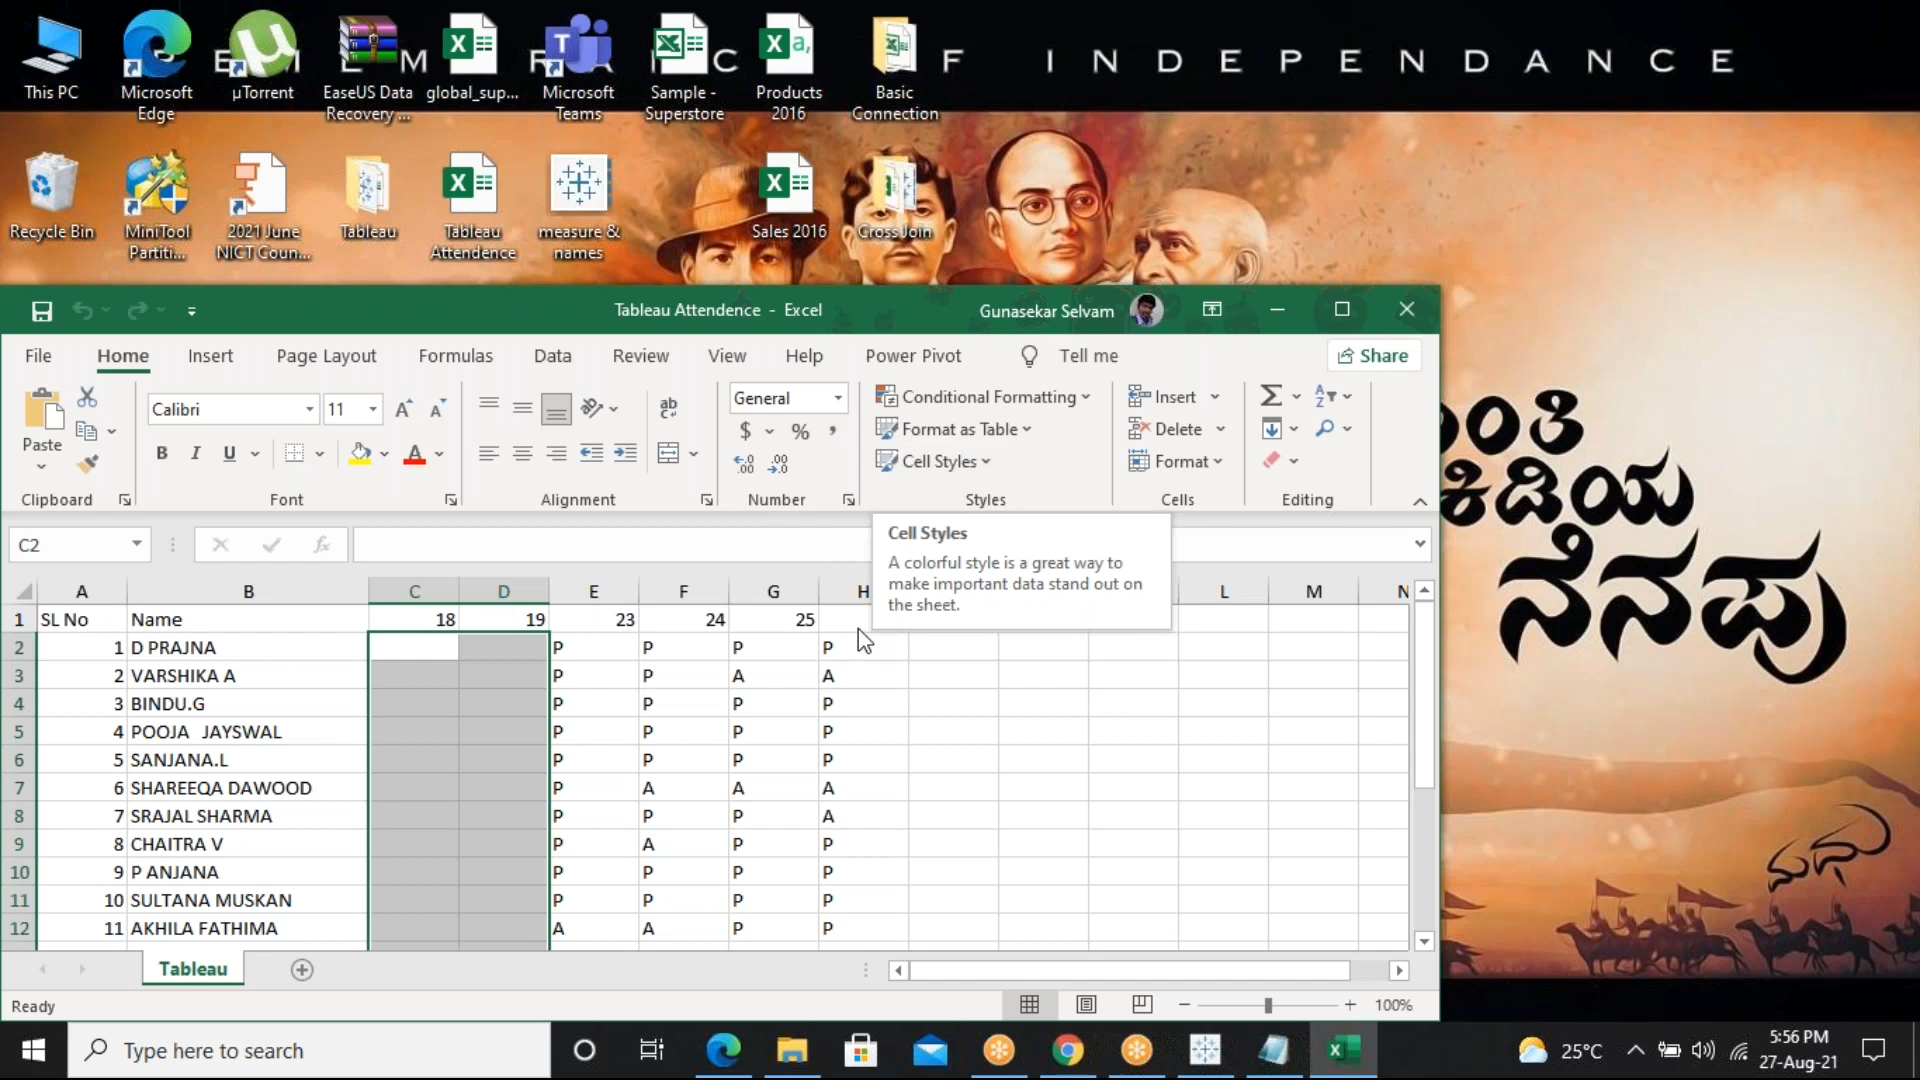 OF INDEPENDANCE
This PC
Microsoft Edge
µTorrent
EaseUS Data Recovery ...
global_sup...
Microsoft Teams
Sample - Superstore
Products 2016
Basic Connection
Recycle Bin
MiniTool Partiti...
2021 June NICT Coun...
Tableau
Tableau Attendence
measure & names
Sales 2016
CrossJoin
Tableau Attendence - Excel
Gunasekar Selvam
File Home Insert Page Layout Formulas Data Review View Help Power Pivot Tell me Share
Paste
Calibri 11
General
Conditional Formatting
Format as Table
Cell Styles
Insert
Delete
Format
Clipboard Font Alignment Number Styles Cells Editing
C2
fx
Cell Styles
A colorful style is a great way to
make important data stand out on
the sheet.
A B C D E F G H L M N
1 SL No Name 18 19 23 24 25
2 1 D PRAJNA P P P P
3 2 VARSHIKA A P P A A
4 3 BINDU.G P P P P
5 4 POOJA JAYSWAL P P P P
6 5 SANJANA.L P P P P
7 6 SHAREEQA DAWOOD P A A A
8 7 SRAJAL SHARMA P P P A
9 8 CHAITRA V P A P P
10 9 P ANJANA P P P P
11 10 SULTANA MUSKAN P P P P
12 11 AKHILA FATHIMA A A P P
Tableau
Ready
100%
ಕಿಡಿಯ
ನೆನಪು
Type here to search
25°C
5:56 PM
27-Aug-21